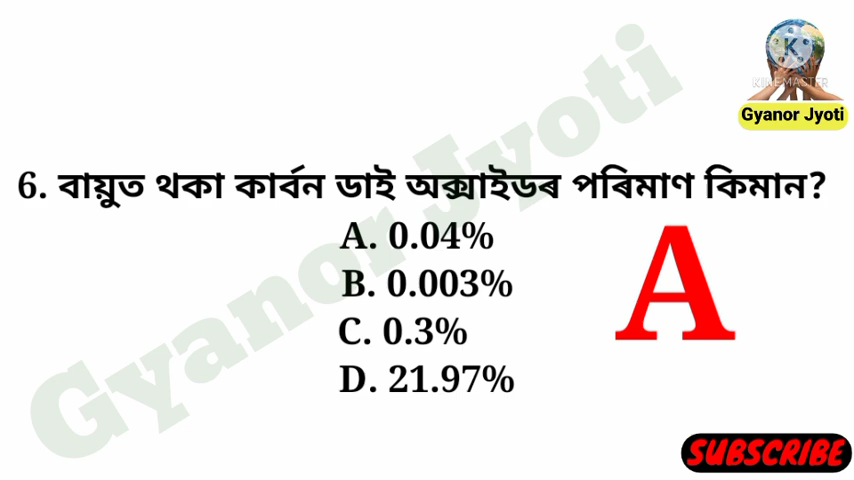 K
KINEMASTER
Gyanor Jyoti
6. বায়ুত থকা কাৰ্বন ডাই অক্সাইডৰ পৰিমাণ কিমান?
A. 0.04%
B. 0.003%
C. 0.3%
D. 21.97%
A
Gyanor Jyoti
SUBSCRIBE